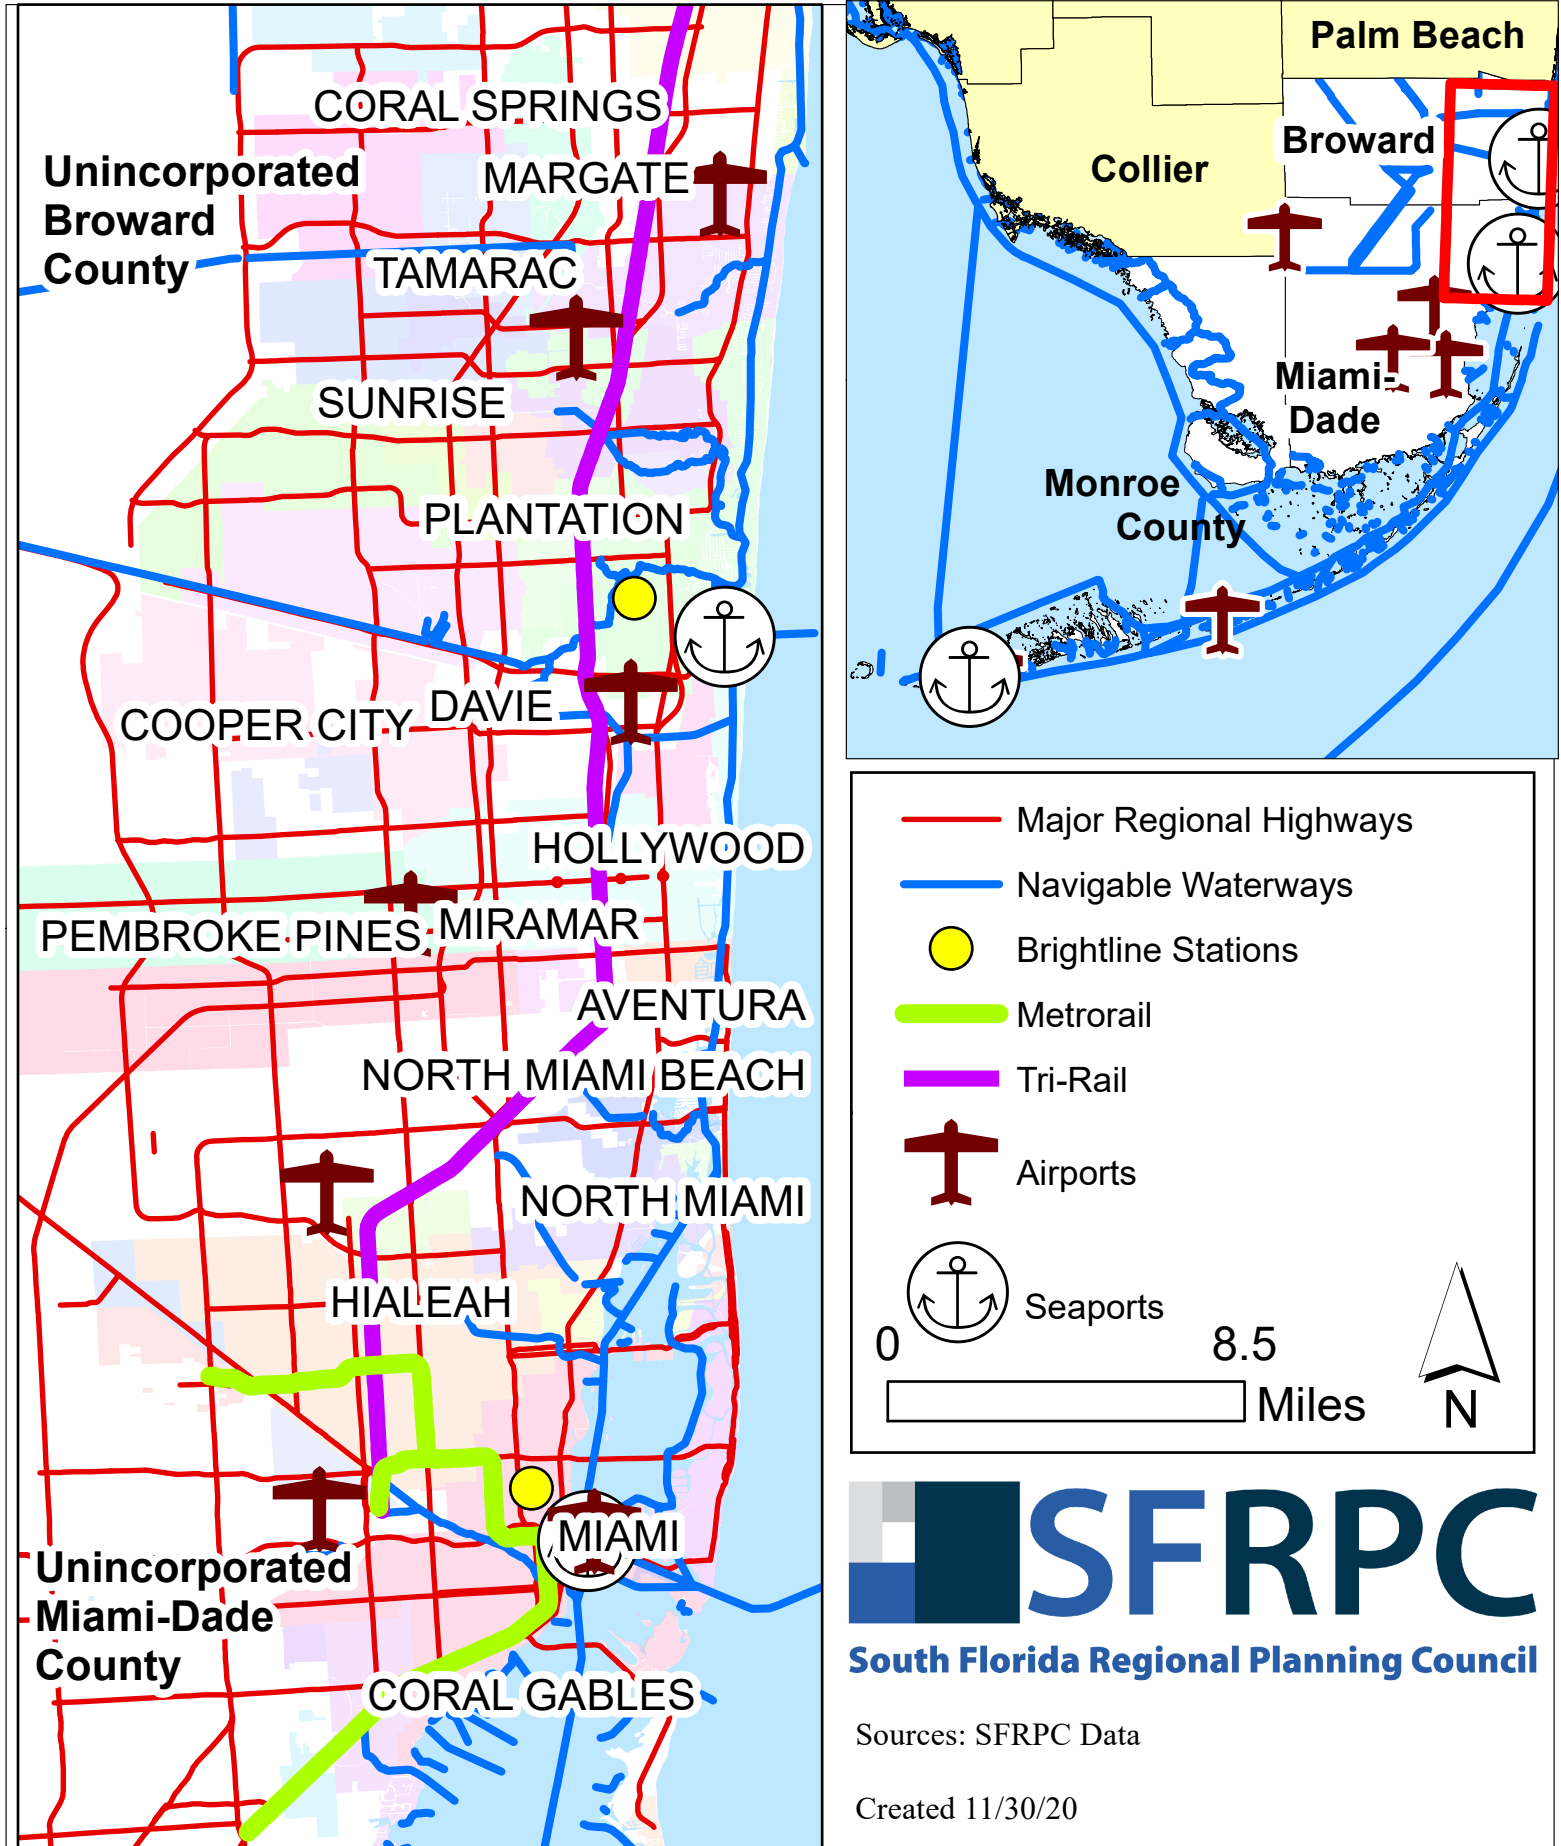 CORAL SPRINGS
Unincorporated
Broward
County
MARGATE
TAMARAC
SUNRISE
PLANTATION
DAVIE
COOPER CITY
HOLLYWOOD
PEMBROKE PINES
MIRAMAR
AVENTURA
NORTH MIAMI BEACH
NORTH MIAMI
HIALEAH
MIAMI
Unincorporated
Miami-Dade
County
CORAL GABLES
Palm Beach
Broward
Collier
Miami-
Dade
Monroe
County
Major Regional Highways
Navigable Waterways
Brightline Stations
Metrorail
Tri-Rail
Airports
Seaports
0 8.5
Miles
N
SFRPC
South Florida Regional Planning Council
Sources: SFRPC Data
Created 11/30/20